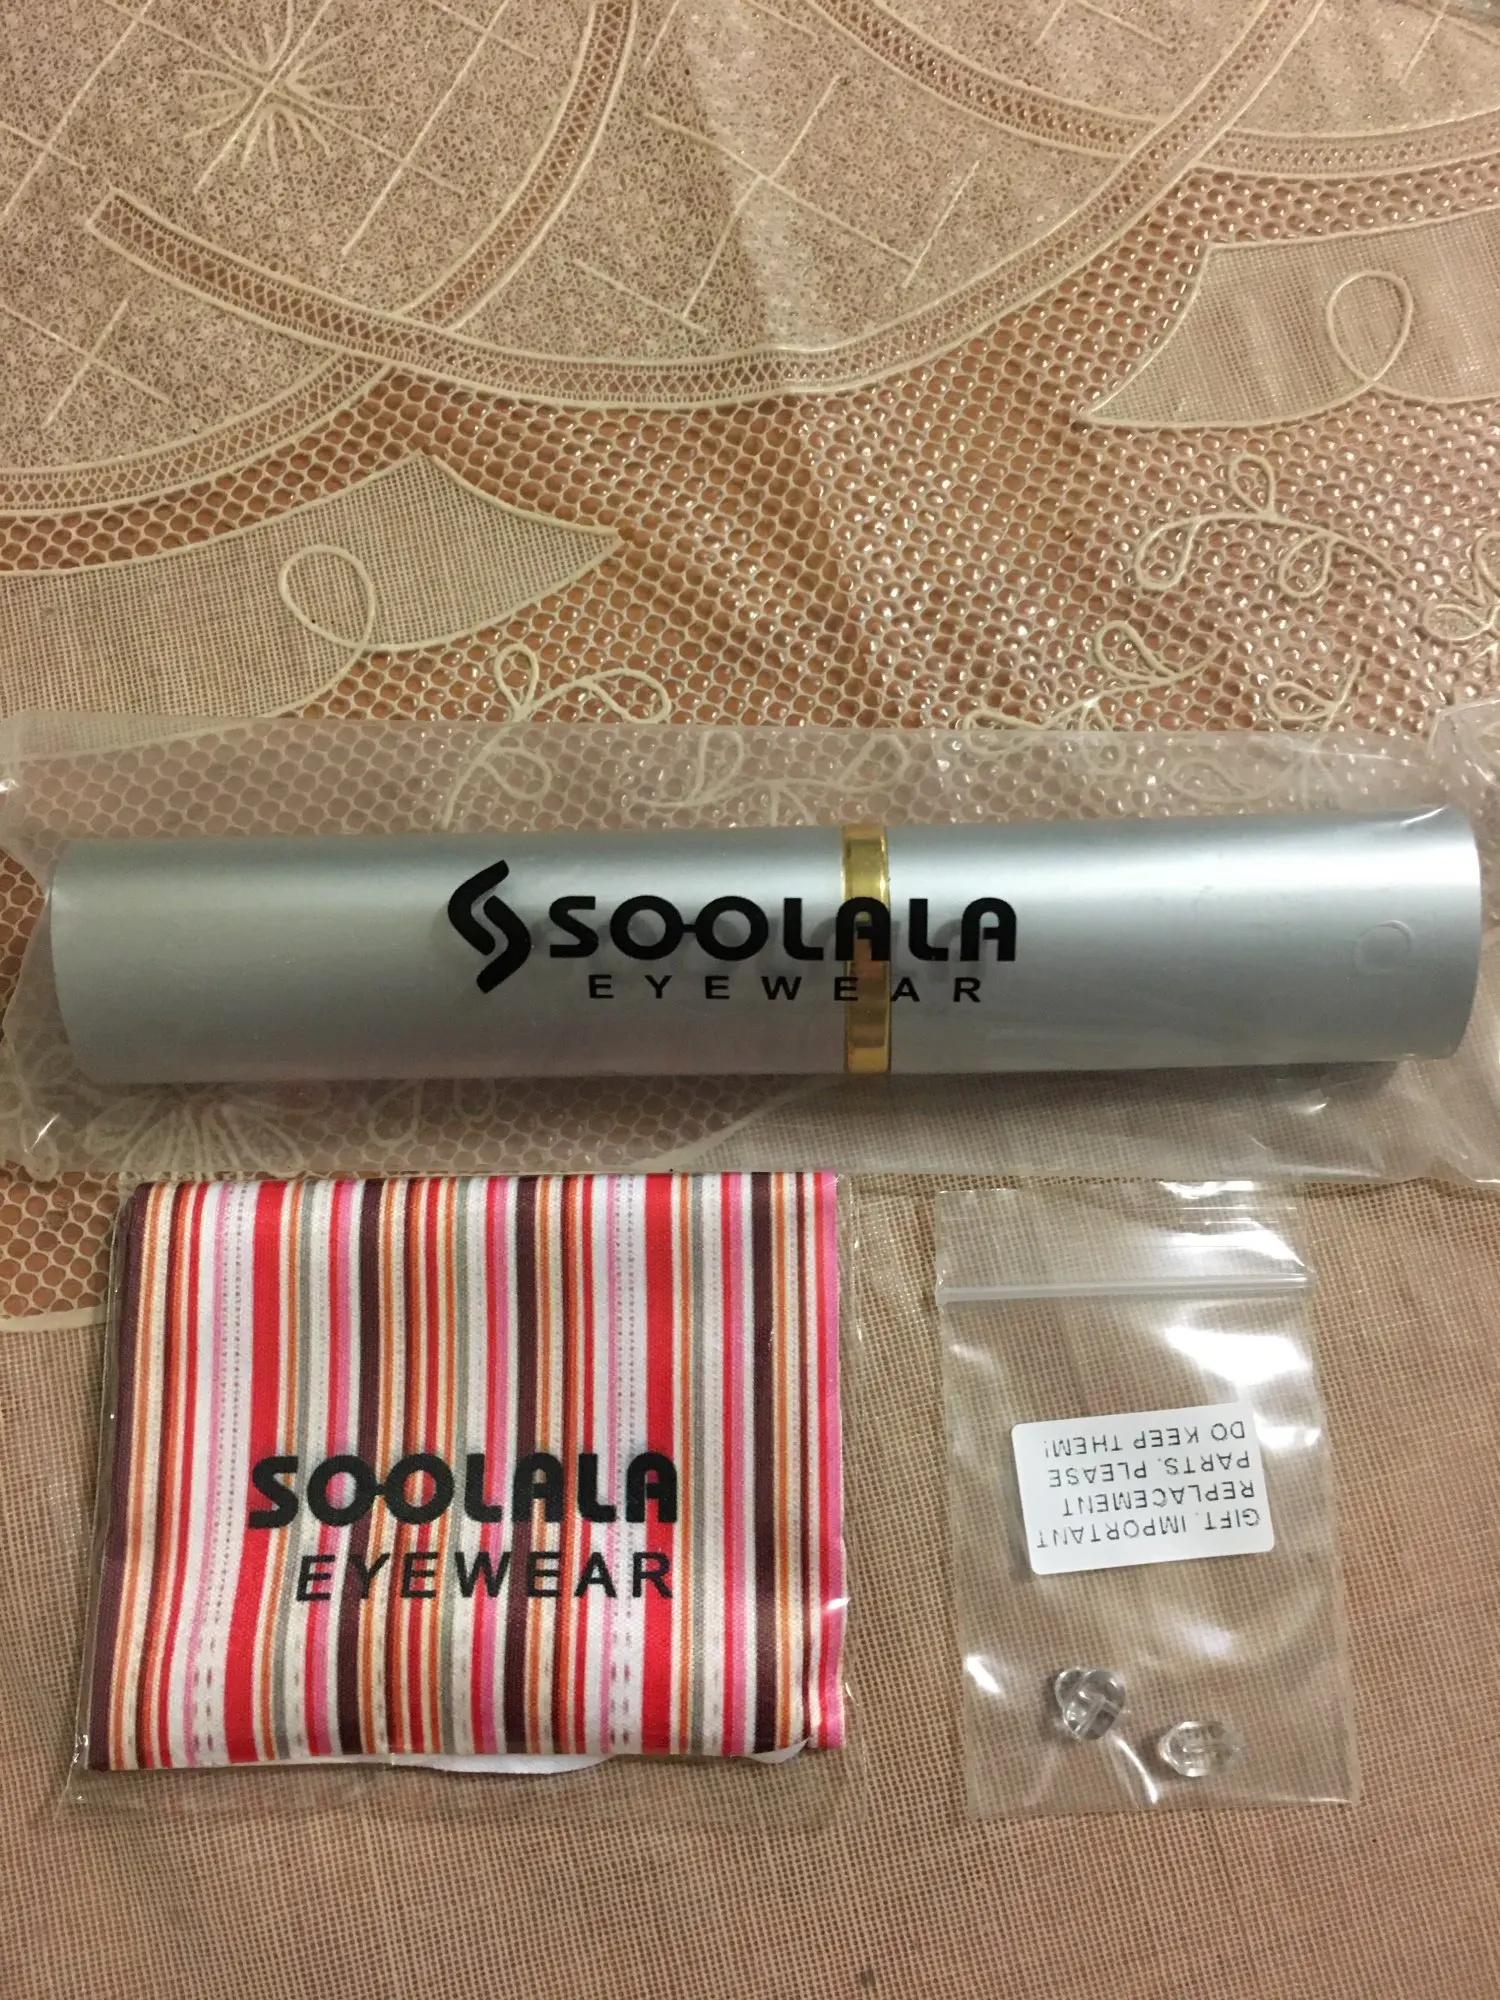 SOOLALA
EYEWEAR
SOOLALA
EYEWEAR
GIFT. IMPORTANT
REPLACEMENT
PARTS. PLEASE
DO KEEP THEM!